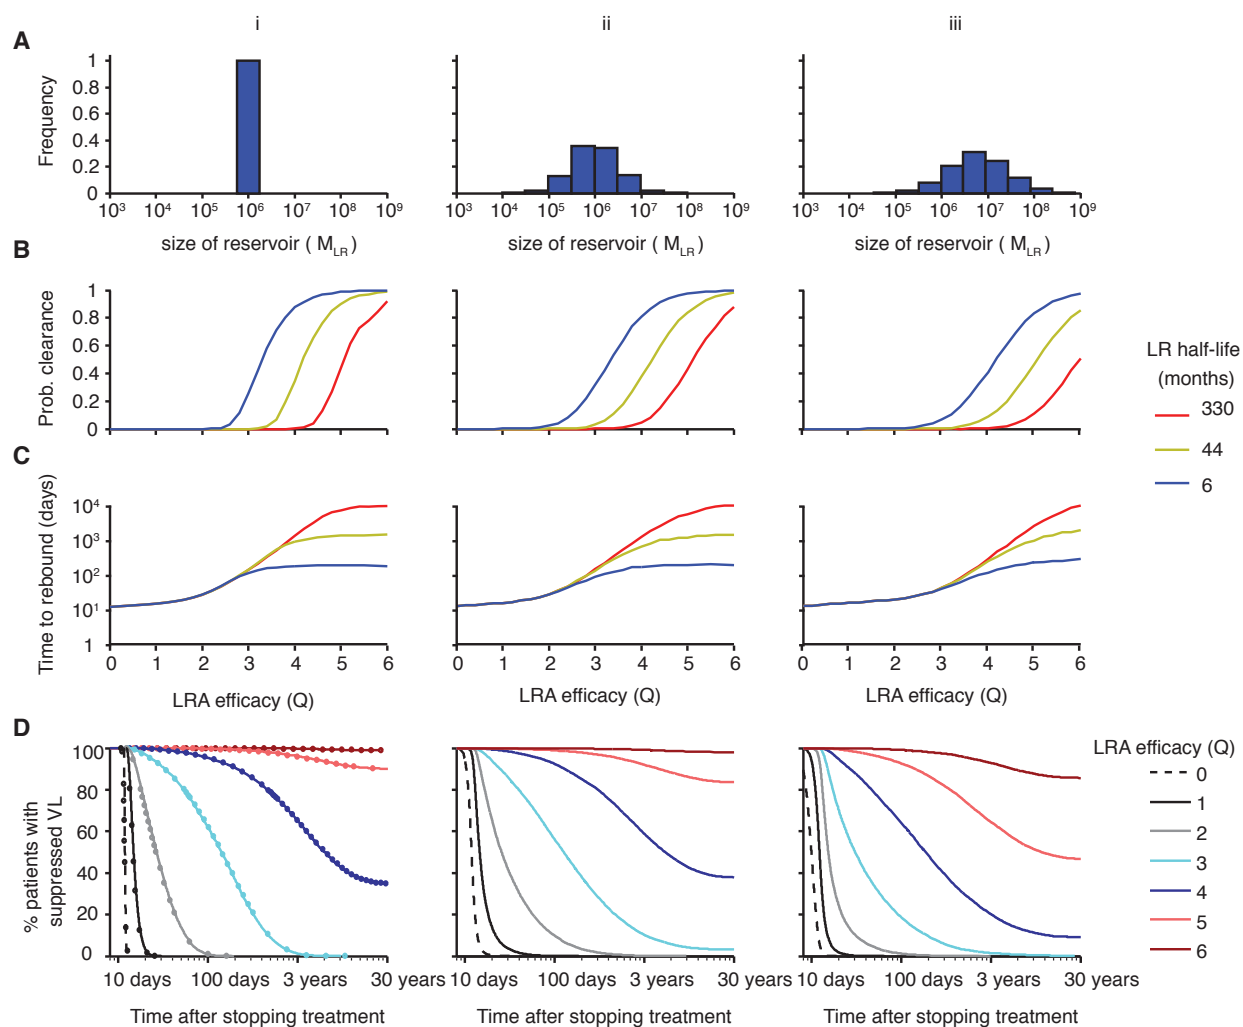 i ii iii
A
Frequency
1
0.8
0.6
0.4
0.2
0
10³ 10⁴ 10⁵ 10⁶ 10⁷ 10⁸ 10⁹
size of reservoir ( M_LR )
10³ 10⁴ 10⁵ 10⁶ 10⁷ 10⁸ 10⁹
size of reservoir ( M_LR )
10³ 10⁴ 10⁵ 10⁶ 10⁷ 10⁸ 10⁹
size of reservoir ( M_LR )
B
Prob. clearance
1
0.8
0.6
0.4
0.2
0
LR half-life
(months)
330
44
6
C
Time to rebound (days)
10⁴
10³
10²
10¹
1
0 1 2 3 4 5 6
LRA efficacy (Q)
0 1 2 3 4 5 6
LRA efficacy (Q)
0 1 2 3 4 5 6
LRA efficacy (Q)
D
% patients with
suppressed VL
100
80
60
40
20
0
10 days 100 days 3 years 30 years
Time after stopping treatment
10 days 100 days 3 years 30 years
Time after stopping treatment
10 days 100 days 3 years 30 years
Time after stopping treatment
LRA efficacy (Q)
0
1
2
3
4
5
6